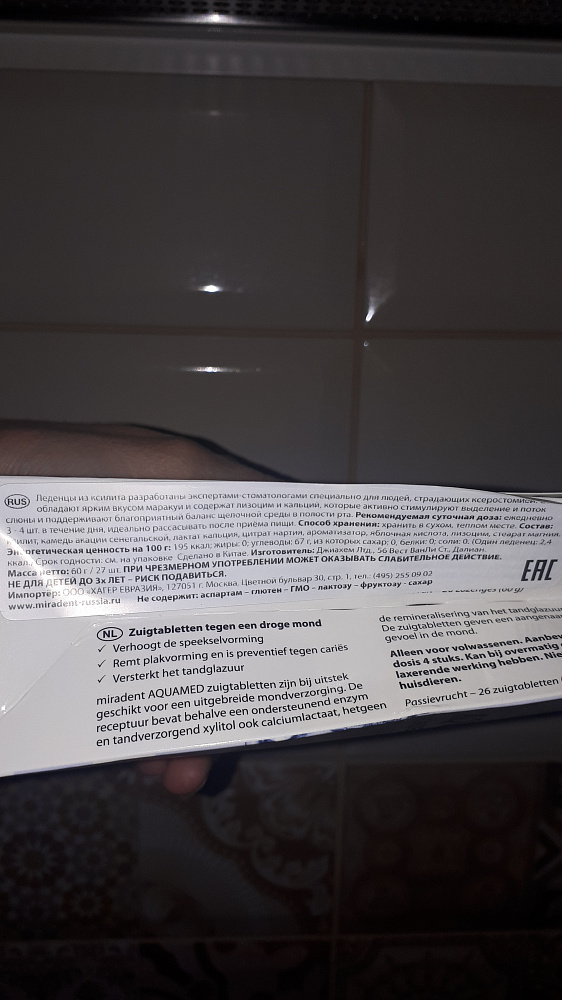 RUS Леденцы из ксилита разработаны экспертами-стоматологами специально для людей, страдающих ксеростомией,
обладают ярким вкусом маракуи и содержат лизоцим и кальций, которые активно стимулируют выделение и поток
слюны и поддерживают благоприятный баланс щелочной среды в полости рта. Рекомендуемая суточная доза: ежедневно
3 - 4 шт. в течение дня, идеально рассасывать после приёма пищи. Способ хранения: хранить в сухом, теплом месте. Состав:
камедь акации сенегальской, лактат кальция, цитрат натия, ароматизатор, яблочная кислота, лизоцим, стеарат магния.
Энергетическая ценность на 100 г: 195 ккал; жиры: 0; углеводы: 67 г, из которых сахар: 0, белки: 0; соли: 0. (Один леденец: 2,4
ккал.) Срок годности: см. на упаковке. Сделано в Китае. Изготовитель: Джиахем Лтд., 56 Вест ВанЛи Ст., Далиан.
Масса нетто: 60 г / 27 шт. ПРИ ЧРЕЗМЕРНОМ УПОТРЕБЛЕНИИ МОЖЕТ ОКАЗЫВАТЬ СЛАБИТЕЛЬНОЕ ДЕЙСТВИЕ.
НЕ ДЛЯ ДЕТЕЙ ДО 3х ЛЕТ – РИСК ПОДАВИТЬСЯ.
Импортёр: ООО «ХАГЕР ЕВРАЗИЯ», 127051 г. Москва, Цветной бульвар 30, стр. 1, тел.: (495) 255 09 02
www.miradent-russia.ru Не содержит: аспартам – глютен – ГМО – лактозу – фруктозу - сахар
EAC
NL Zuigtabletten tegen een droge mond
✓ Verhoogt de speekselvorming
✓ Remt plakvorming en is preventief tegen cariës
✓ Versterkt het tandglazuur
miradent AQUAMED zuigtabletten zijn bij uitstek
geschikt voor een uitgebreide mondverzorging. De
receptuur bevat behalve een ondersteunend enzym
en tandverzorgend xylitol ook calciumlactaat, hetgeen
de remineralisering van het tandglazuur
De zuigtabletten geven een aangenaam
gevoel in de mond.
Alleen voor volwassenen.
dosis 4 stuks. Kan bij overmatig
laxerende werking hebben.
huisdieren.
Passievrucht – 26 zuigtabletten